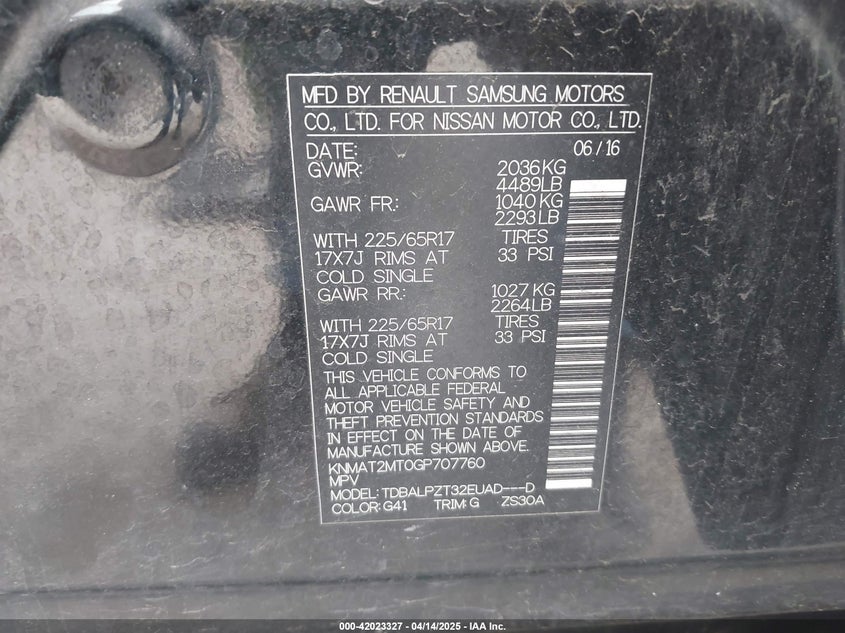 MFD BY RENAULT SAMSUNG MOTORS
CO., LTD. FOR NISSAN MOTOR CO., LTD.
DATE: 06/16
GVWR: 2036KG
4489LB
GAWR FR.: 1040KG
2293LB
WITH 225/65R17 TIRES
17X7J RIMS AT 33 PSI
COLD SINGLE
GAWR RR.: 1027 KG
2264LB
WITH 225/65R17 TIRES
17X7J RIMS AT 33 PSI
COLD SINGLE
THIS VEHICLE CONFORMS TO
ALL APPLICABLE FEDERAL
MOTOR VEHICLE SAFETY AND
THEFT PREVENTION STANDARDS
IN EFFECT ON THE DATE OF
MANUFACTURE SHOWN ABOVE.
KNMAT2MT0GP707760
MPV
MODEL: TDBALPZT32EUAD---D
COLOR: G41 TRIM: G ZS30A
000-42023327 - 04/14/2025 - IAA Inc.